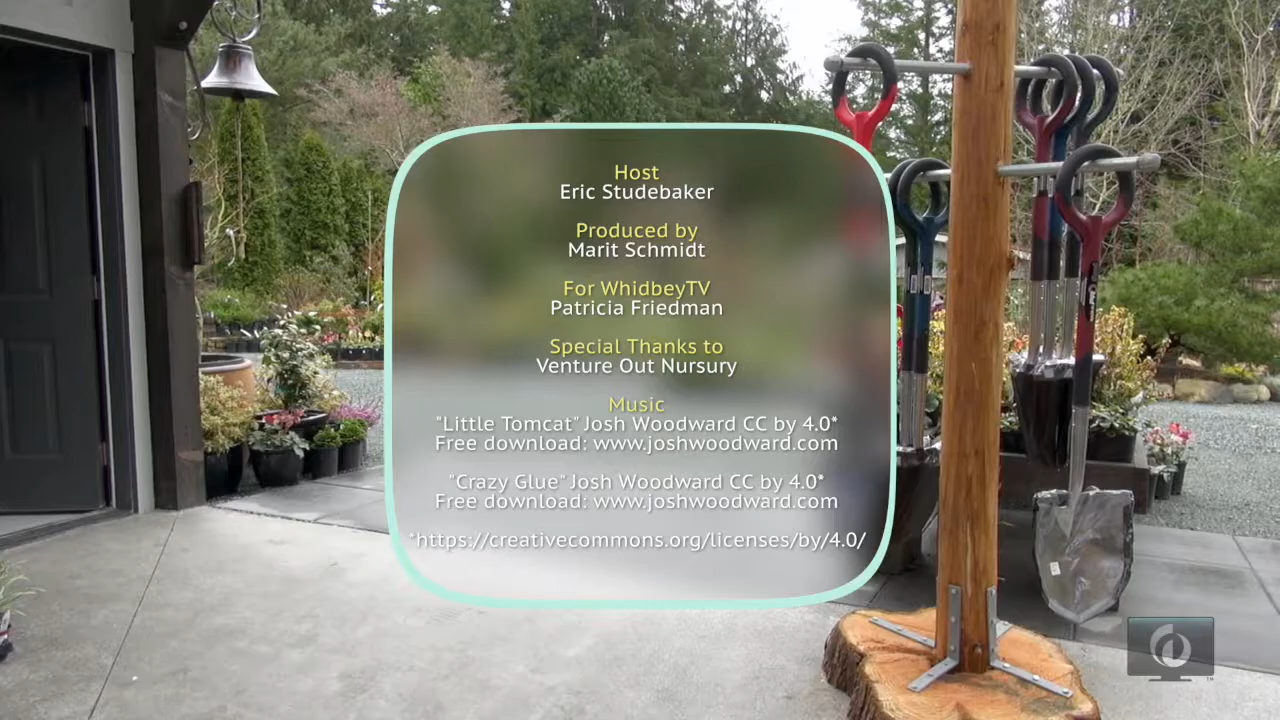 Host
Eric Studebaker
Produced by
Marit Schmidt
For WhidbeyTV
Patricia Friedman
Special Thanks to
Venture Out Nursury
Music
"Little Tomcat" Josh Woodward CC by 4.0*
Free download: www.joshwoodward.com
"Crazy Glue" Josh Woodward CC by 4.0*
Free download: www.joshwoodward.com
*https://creativecommons.org/licenses/by/4.0/